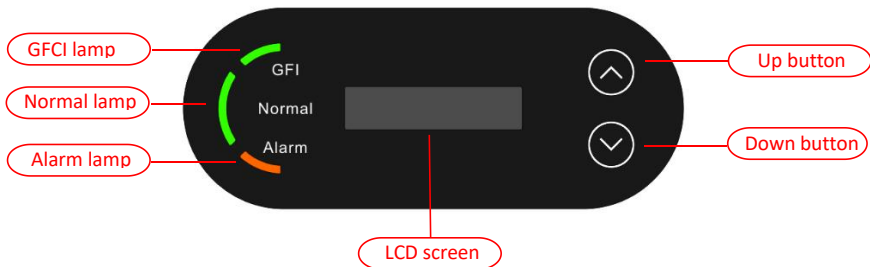 GFCI lamp
Normal lamp
Alarm lamp
GFI
Normal
Alarm
Up button
Down button
LCD screen